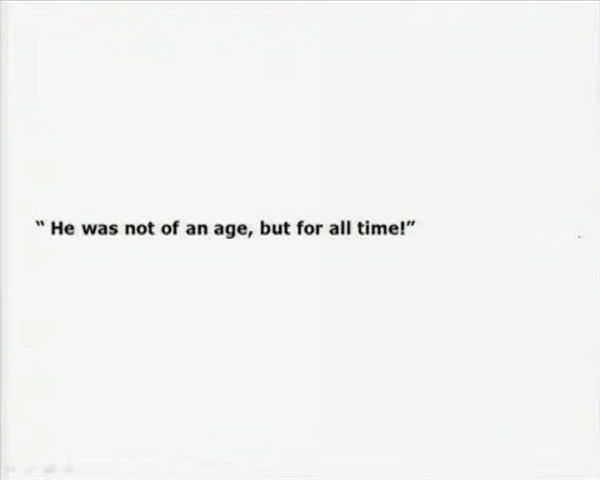 “ He was not of an age, but for all time!”